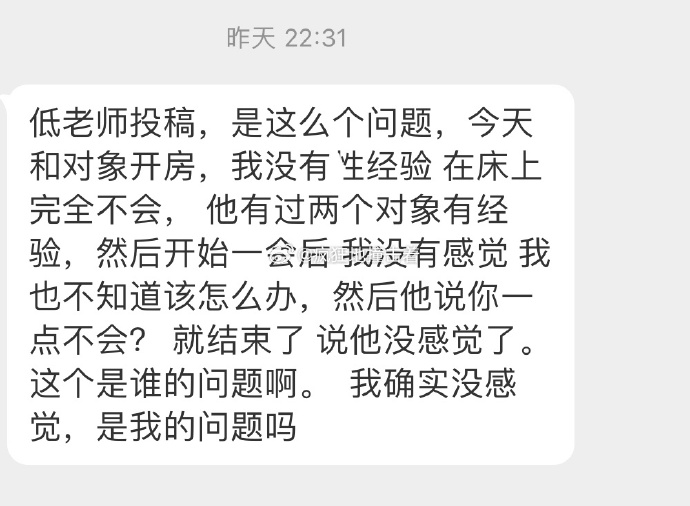 昨天 22:31
低老师投稿，是这么个问题，今天
和对象开房，我没有性经验 在床上
完全不会， 他有过两个对象有经
验，然后开始一会后 我没有感觉 我
也不知道该怎么办，然后他说你一
点不会？ 就结束了 说他没感觉了。
这个是谁的问题啊。 我确实没感
觉，是我的问题吗